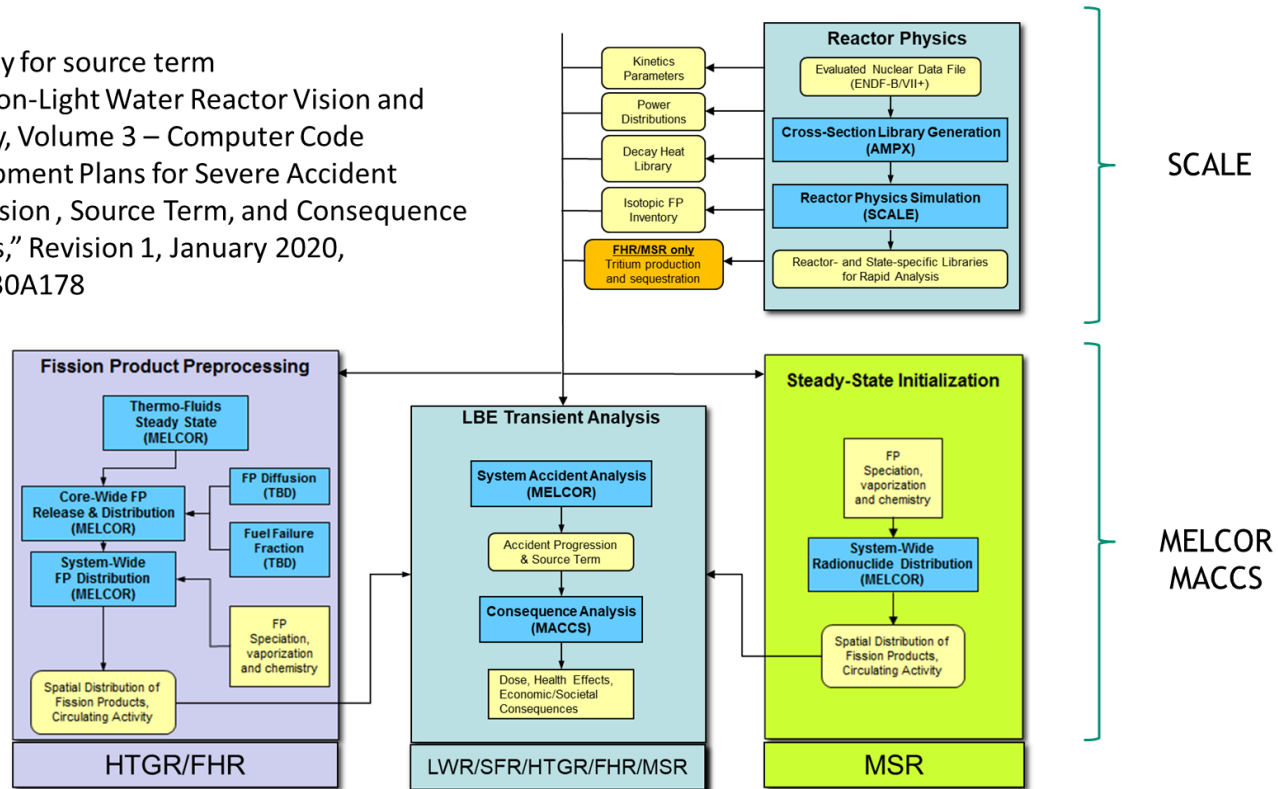 y for source term
on-Light Water Reactor Vision and
y, Volume 3 – Computer Code
pment Plans for Severe Accident
sion , Source Term, and Consequence
s,” Revision 1, January 2020,
30A178
Kinetics
Parameters
Power
Distributions
Decay Heat
Library
Isotopic FP
Inventory
FHR/MSR only
Tritium production
and sequestration
Reactor Physics
Evaluated Nuclear Data File
(ENDF-B/VII+)
Cross-Section Library Generation
(AMPX)
Reactor Physics Simulation
(SCALE)
Reactor- and State-specific Libraries
for Rapid Analysis
SCALE
Fission Product Preprocessing
Thermo-Fluids
Steady State
(MELCOR)
Core-Wide FP
Release & Distribution
(MELCOR)
FP Diffusion
(TBD)
Fuel Failure
Fraction
(TBD)
System-Wide
FP Distribution
(MELCOR)
FP
Speciation,
vaporization
and chemistry
Spatial Distribution of
Fission Products,
Circulating Activity
HTGR/FHR
LBE Transient Analysis
System Accident Analysis
(MELCOR)
Accident Progression
& Source Term
Consequence Analysis
(MACCS)
Dose, Health Effects,
Economic/Societal
Consequences
LWR/SFR/HTGR/FHR/MSR
Steady-State Initialization
FP
Speciation,
vaporization
and chemistry
System-Wide
Radionuclide Distribution
(MELCOR)
Spatial Distribution of
Fission Products,
Circulating Activity
MSR
MELCOR
MACCS